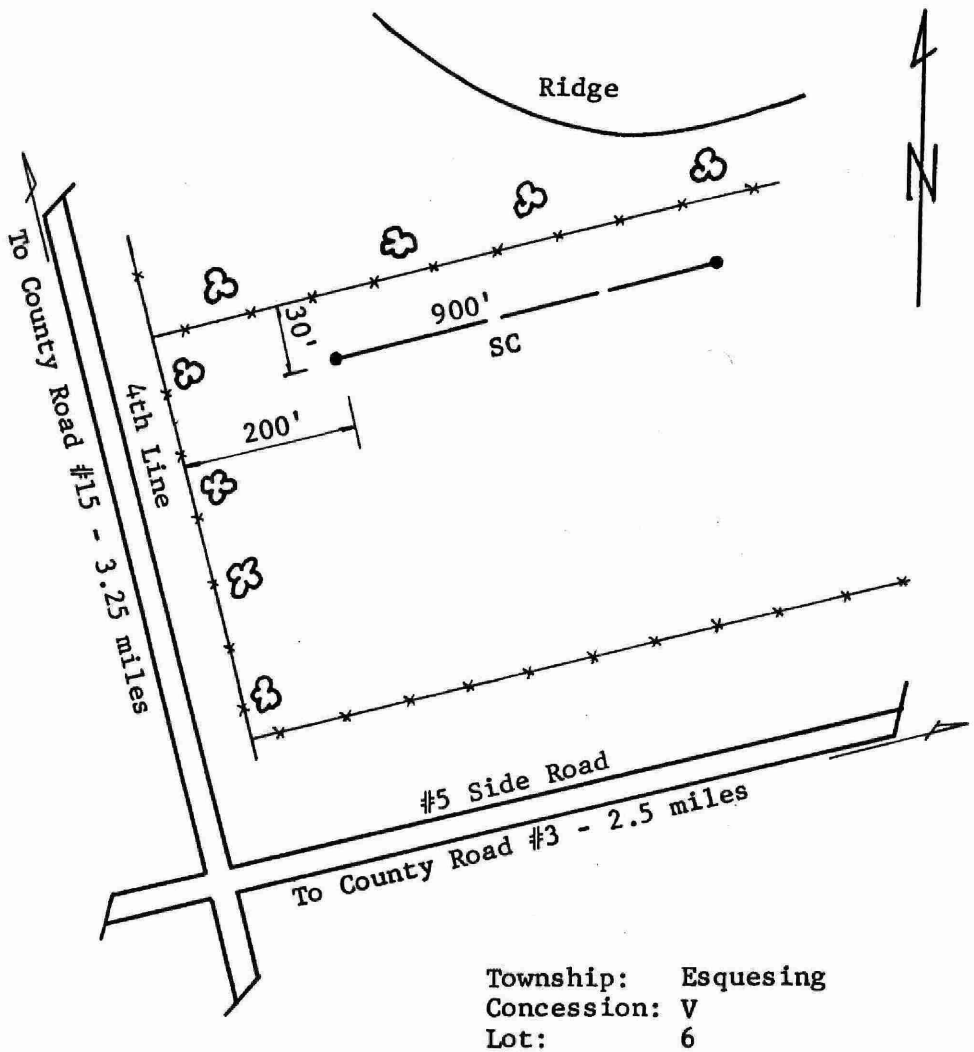 Ridge
N
900'
30'
SC
200'
4th Line
To County Road #15 - 3.25 miles
#5 Side Road
To County Road #3 - 2.5 miles
Township: Esquesing
Concession: V
Lot: 6